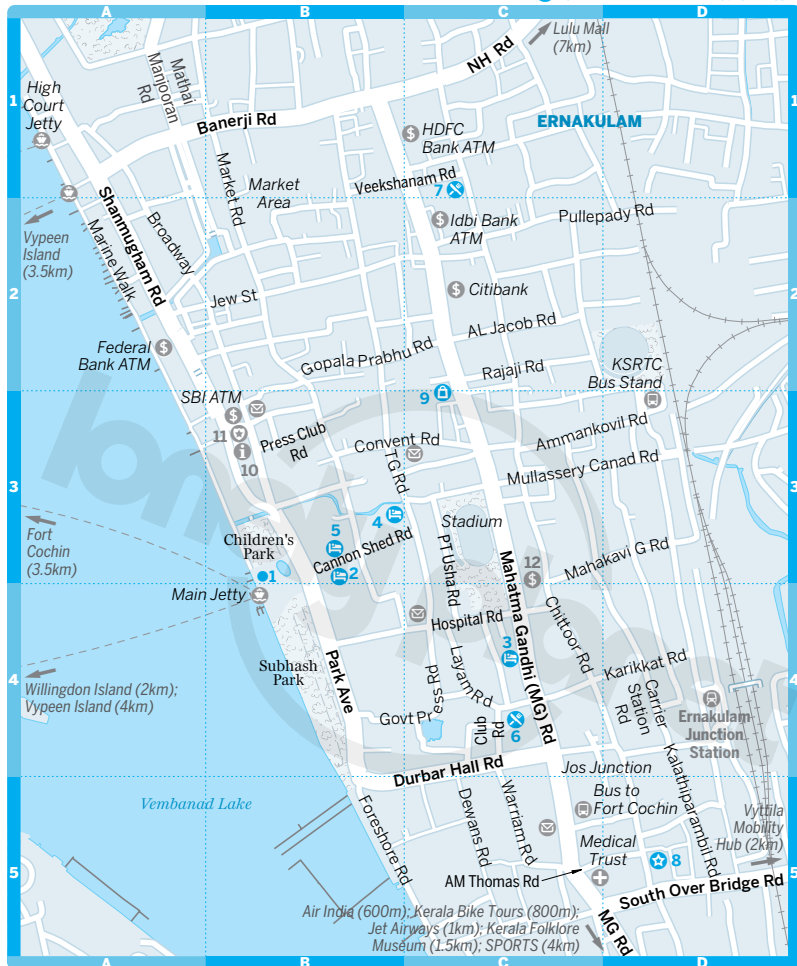 A
B
C
D
Lulu Mall
(7km)
NH Rd
Mathai
Manjooran
Rd
High
Court
Jetty
1
1
Banerji Rd
HDFC
Bank ATM
ERNAKULAM
Market Rd
Market
Area
Veekshanam Rd
7
Shanmugham Rd
Broadway
Idbi Bank
ATM
Pullepady Rd
Vypeen
Island
(3.5km)
Marine Walk
2
2
Jew St
Citibank
AL Jacob Rd
Federal
Bank ATM
Gopala Prabhu Rd
Rajaji Rd
KSRTC
Bus Stand
SBI ATM
9
11
10
Press Club
Rd
Convent Rd
TG Rd
Ammankovil Rd
Mullassery Canad Rd
3
3
Fort
Cochin
(3.5km)
Children's
Park
5
4
Cannon Shed Rd
Stadium
PT Usha Rd
Mahatma Gandhi (MG) Rd
12
Mahakavi G Rd
1
2
Main Jetty
Hospital Rd
Chittoor Rd
3
4
4
Subhash
Park
Park Ave
Layam Rd
Karikkat Rd
Willingdon Island (2km);
Vypeen Island (4km)
Govt Press Rd
Club
Rd
6
Carrier
Station
Rd
Ernakulam
Junction
Station
Durbar Hall Rd
Jos Junction
Kalathiparambil Rd
Vembanad Lake
Foreshore Rd
Dewans Rd
Warriam Rd
Bus to
Fort Cochin
Vyttila
Mobility
Hub (2km)
Medical
Trust
8
5
5
AM Thomas Rd
South Over Bridge Rd
Air India (600m); Kerala Bike Tours (800m);
Jet Airways (1km); Kerala Folklore
Museum (1.5km); SPORTS (4km)
MG Rd
A
B
C
D
lonely planet